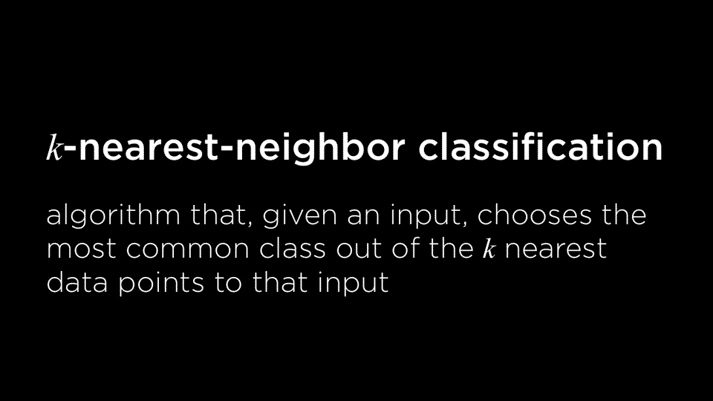 k-nearest-neighbor classification
algorithm that, given an input, chooses the
most common class out of the k nearest
data points to that input